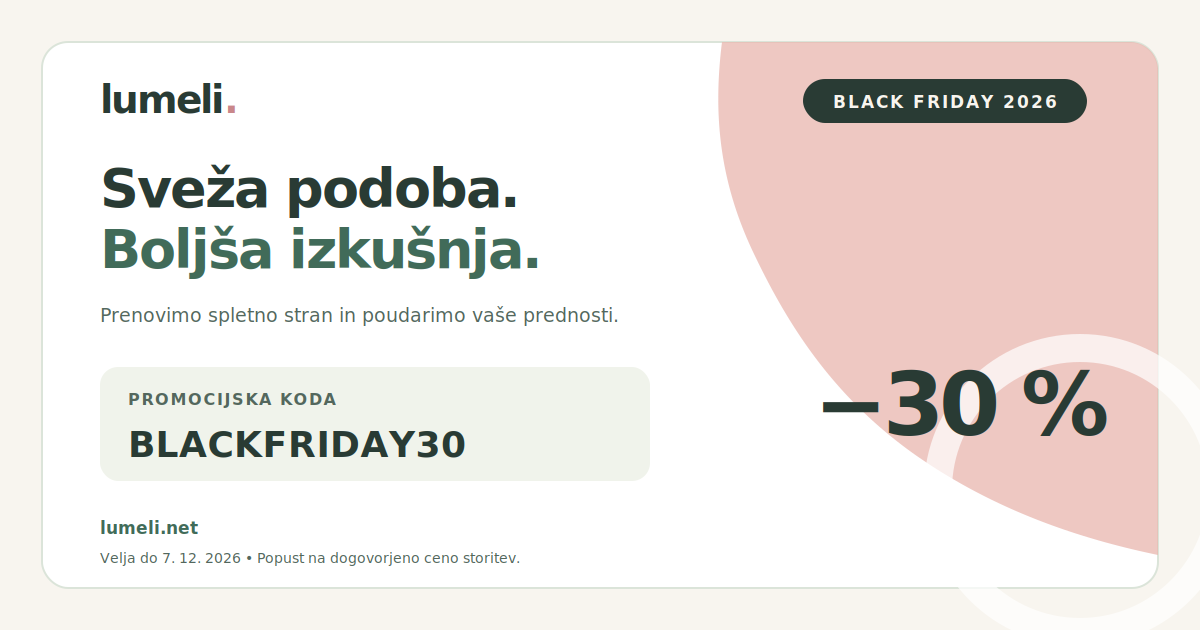 lumeli.
BLACK FRIDAY 2026
Sveža podoba.
Boljša izkušnja.
Prenovimo spletno stran in poudarimo vaše prednosti.
PROMOCIJSKA KODA
BLACKFRIDAY30
−30 %
lumeli.net
Velja do 7. 12. 2026 • Popust na dogovorjeno ceno storitev.